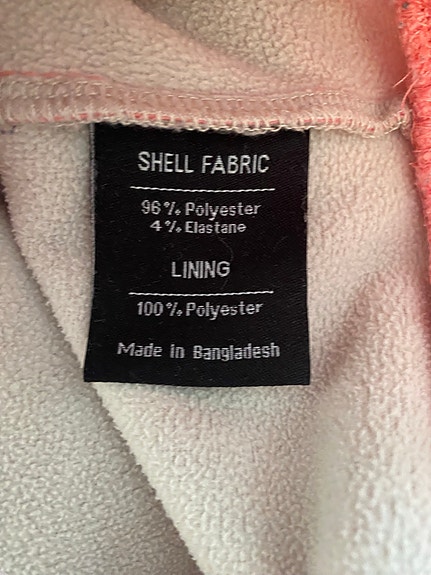 SHELL FABRIC
96% Polyester
4% Elastane
LINING
100% Polyester
Made in Bangladesh